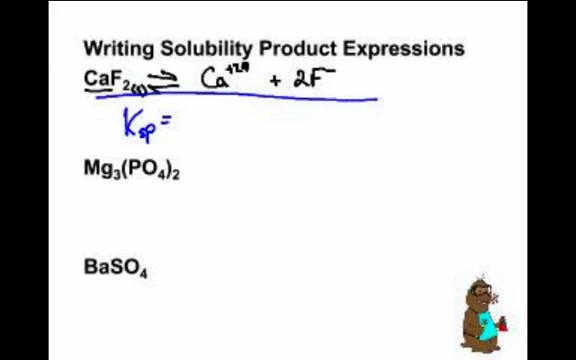 Writing Solubility Product Expressions
CaF₂(s) ⇌ Ca⁺² + 2F⁻
Ksp =
Mg₃(PO₄)₂
BaSO₄